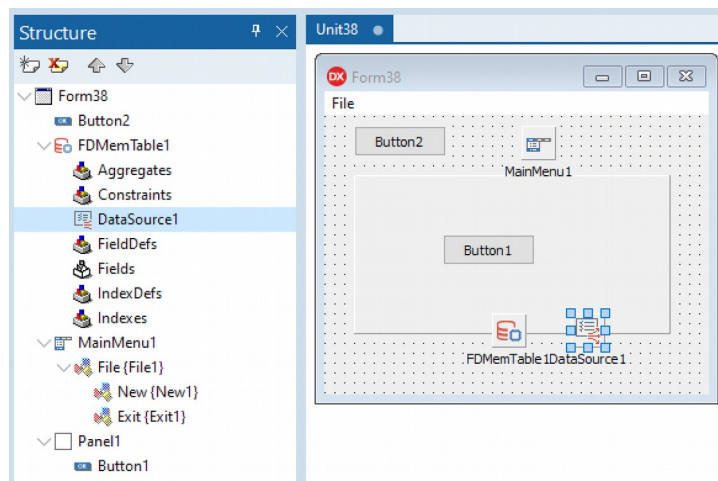 Structure
Form38
Button2
FDMemTable1
Aggregates
Constraints
DataSource1
FieldDefs
Fields
IndexDefs
Indexes
MainMenu1
File {File1}
New {New1}
Exit {Exit1}
Panel1
Button1
Unit38
DX Form38
File
Button2
MainMenu1
Button1
FDMemTable1DataSource1